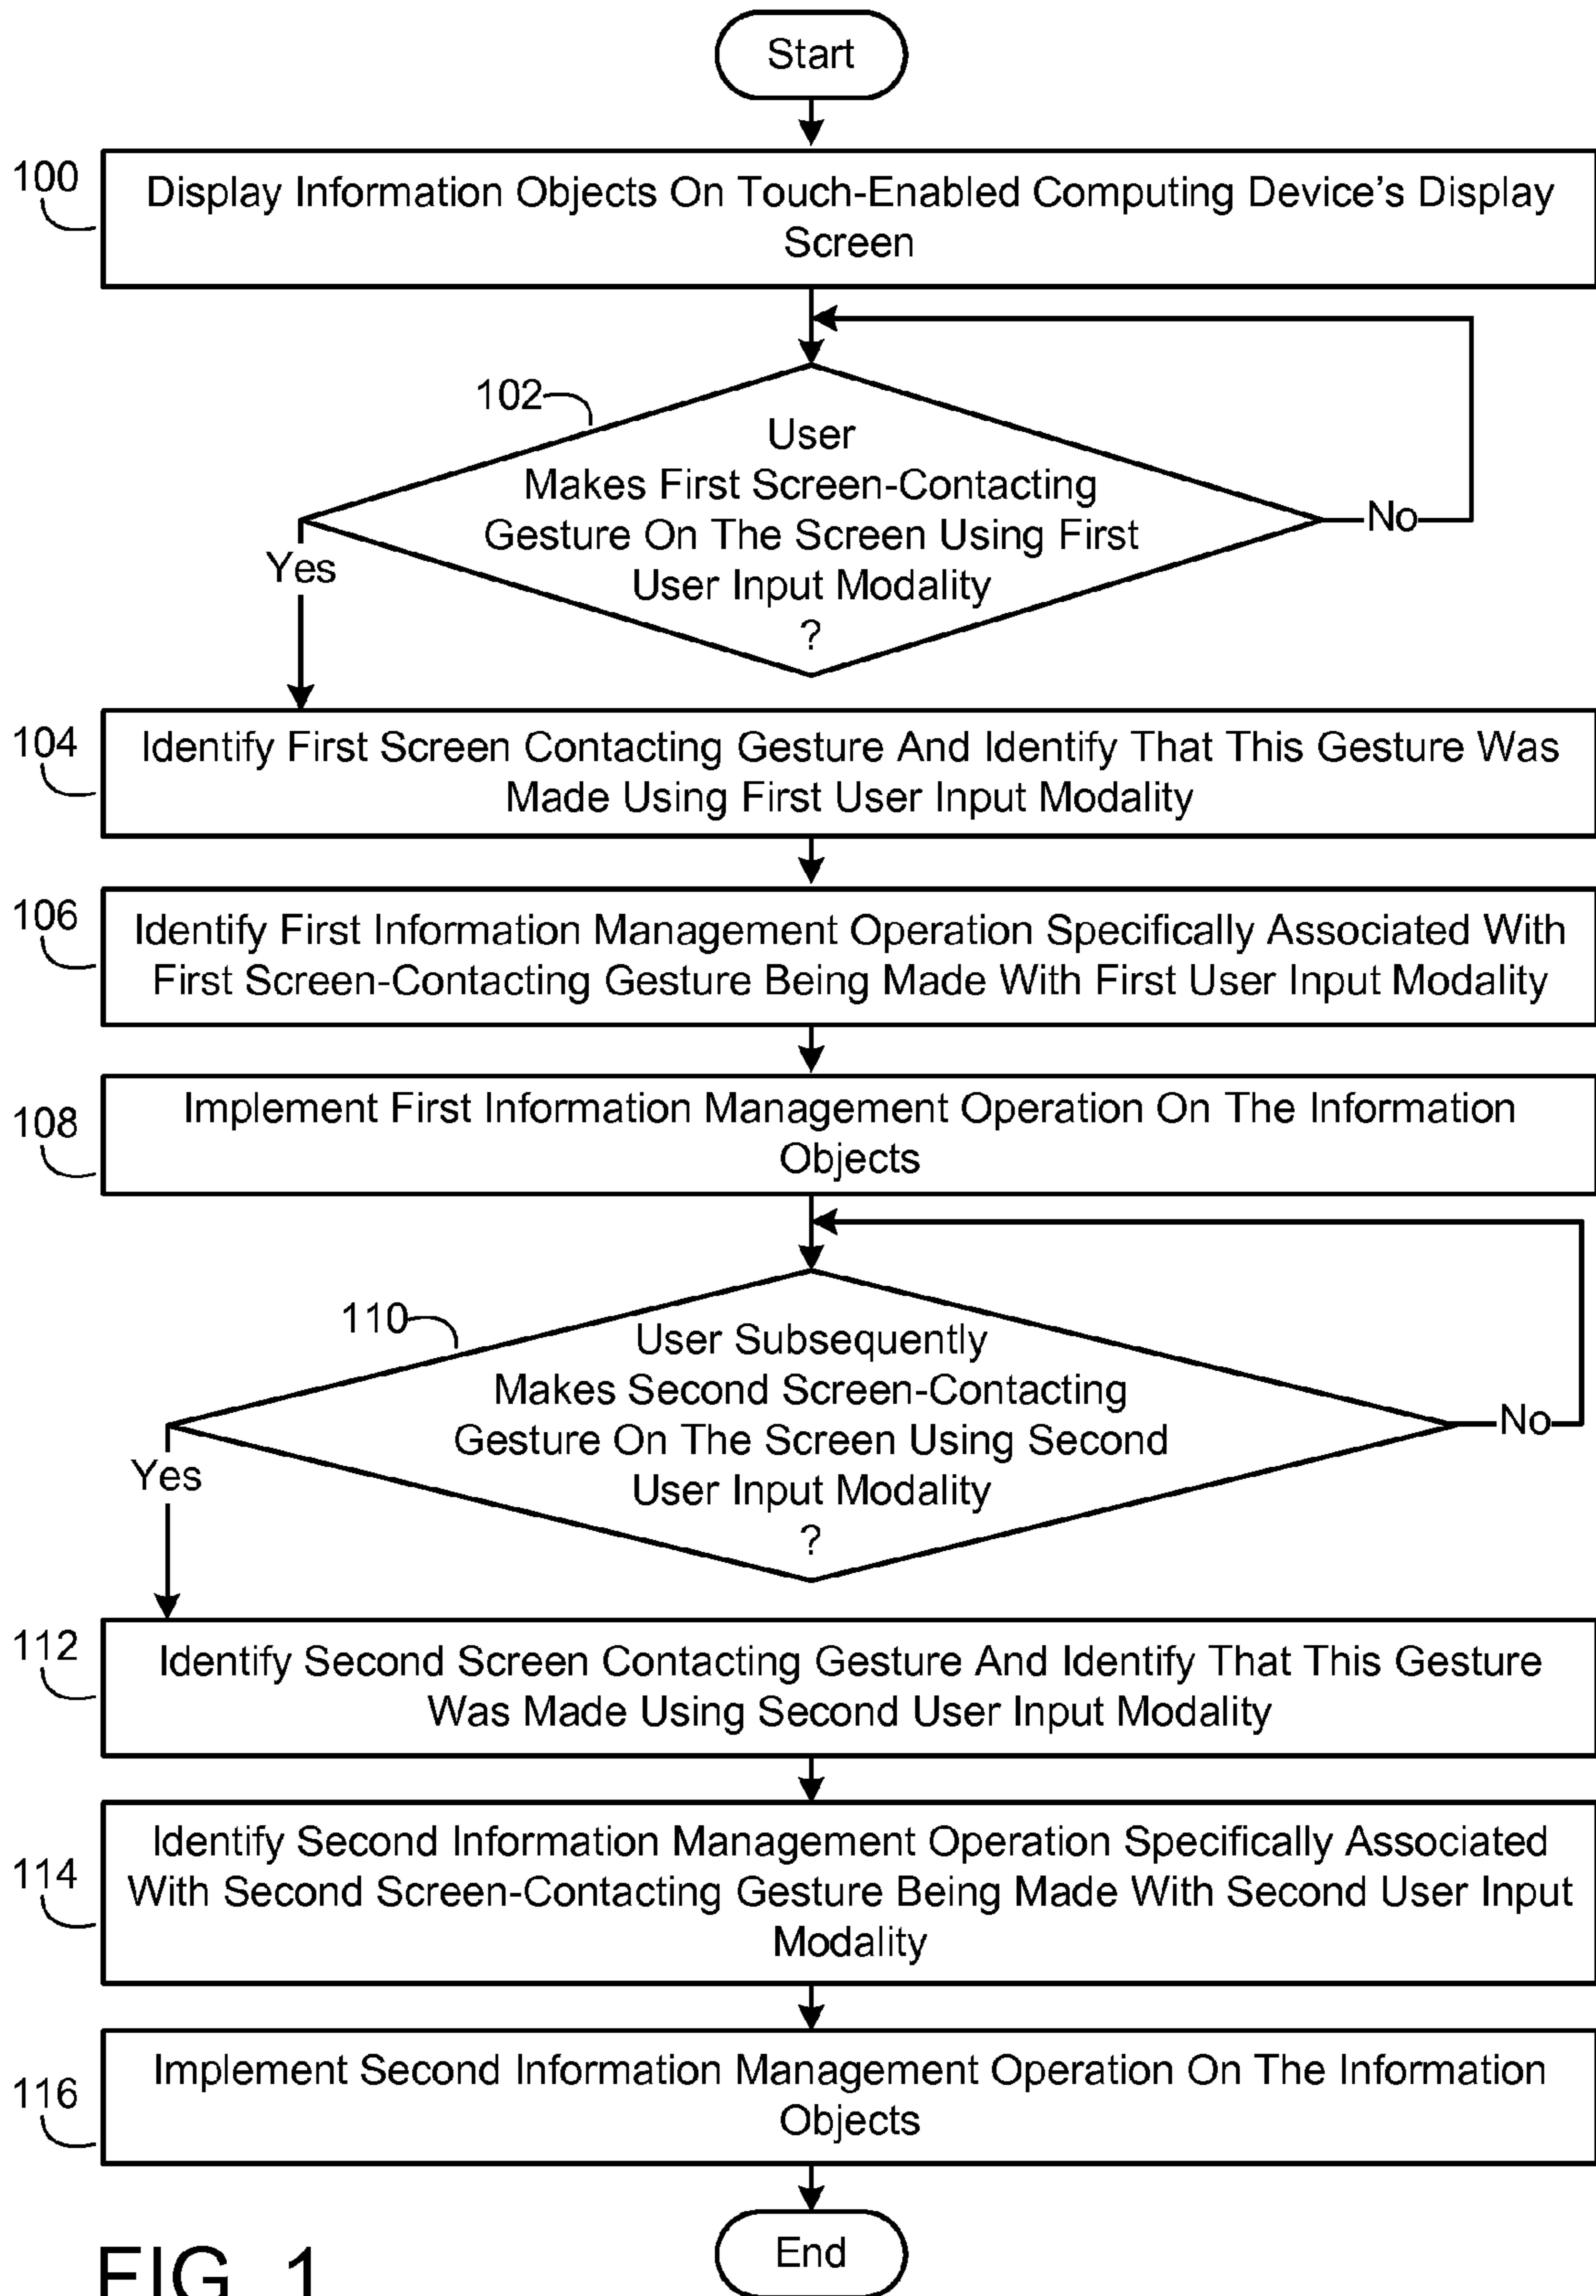 Start
100
Display Information Objects On Touch-Enabled Computing Device's Display
Screen
102
User
Makes First Screen-Contacting
Gesture On The Screen Using First
User Input Modality
?
No
Yes
104
Identify First Screen Contacting Gesture And Identify That This Gesture Was
Made Using First User Input Modality
106
Identify First Information Management Operation Specifically Associated With
First Screen-Contacting Gesture Being Made With First User Input Modality
108
Implement First Information Management Operation On The Information
Objects
110
User Subsequently
Makes Second Screen-Contacting
Gesture On The Screen Using Second
User Input Modality
?
No
Yes
112
Identify Second Screen Contacting Gesture And Identify That This Gesture
Was Made Using Second User Input Modality
114
Identify Second Information Management Operation Specifically Associated
With Second Screen-Contacting Gesture Being Made With Second User Input
Modality
116
Implement Second Information Management Operation On The Information
Objects
End
FIG. 1